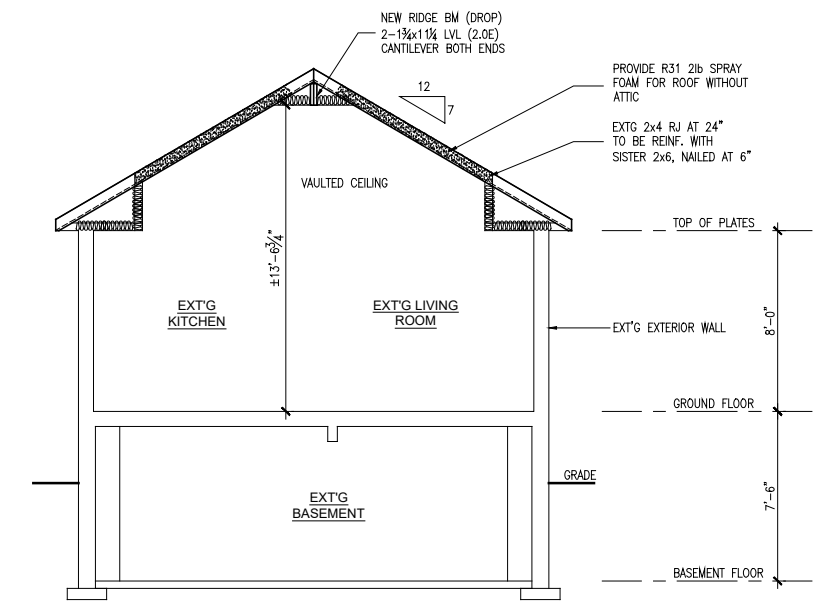 NEW RIDGE BM (DROP)
2-1¾x11¼ LVL (2.0E)
CANTILEVER BOTH ENDS
12
7
PROVIDE R31 2lb SPRAY
FOAM FOR ROOF WITHOUT
ATTIC
EXTG 2x4 RJ AT 24"
TO BE REINF. WITH
SISTER 2x6, NAILED AT 6"
VAULTED CEILING
±13'-6¾"
TOP OF PLATES
EXT'G
KITCHEN
EXT'G LIVING
ROOM
EXT'G EXTERIOR WALL
8'-0"
GROUND FLOOR
GRADE
EXT'G
BASEMENT
7'-6"
BASEMENT FLOOR